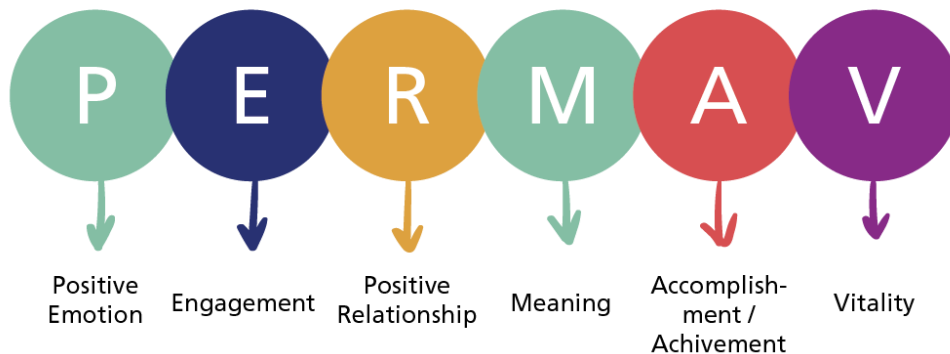 P E R M A V
Positive
Emotion
Engagement
Positive
Relationship
Meaning
Accomplish-
ment /
Achivement
Vitality